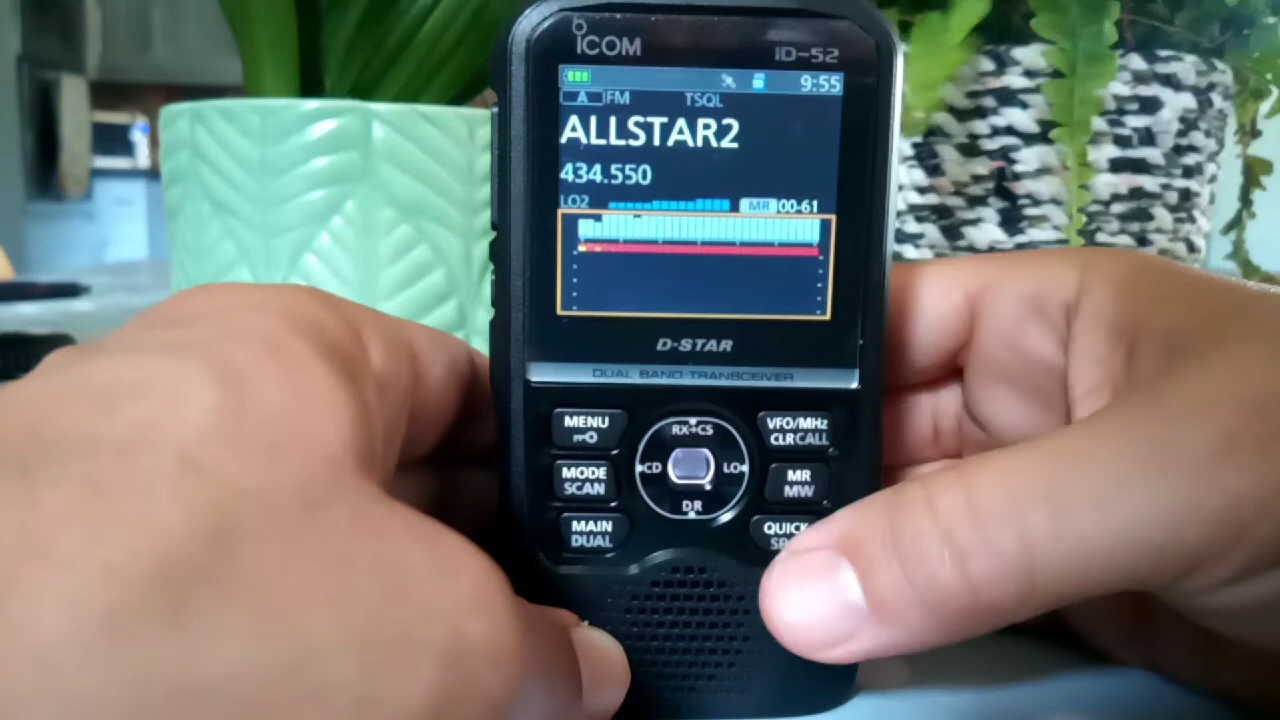 ICOM ID-52
9:55
A FM TSQL
ALLSTAR2
434.550
LO2 MR 00-61
D-STAR
DUAL BAND TRANSCEIVER
MENU RX→CS VFO/MHz
CLR CALL
CD LO
MODE MR
SCAN MW
DR
MAIN QUICK
DUAL